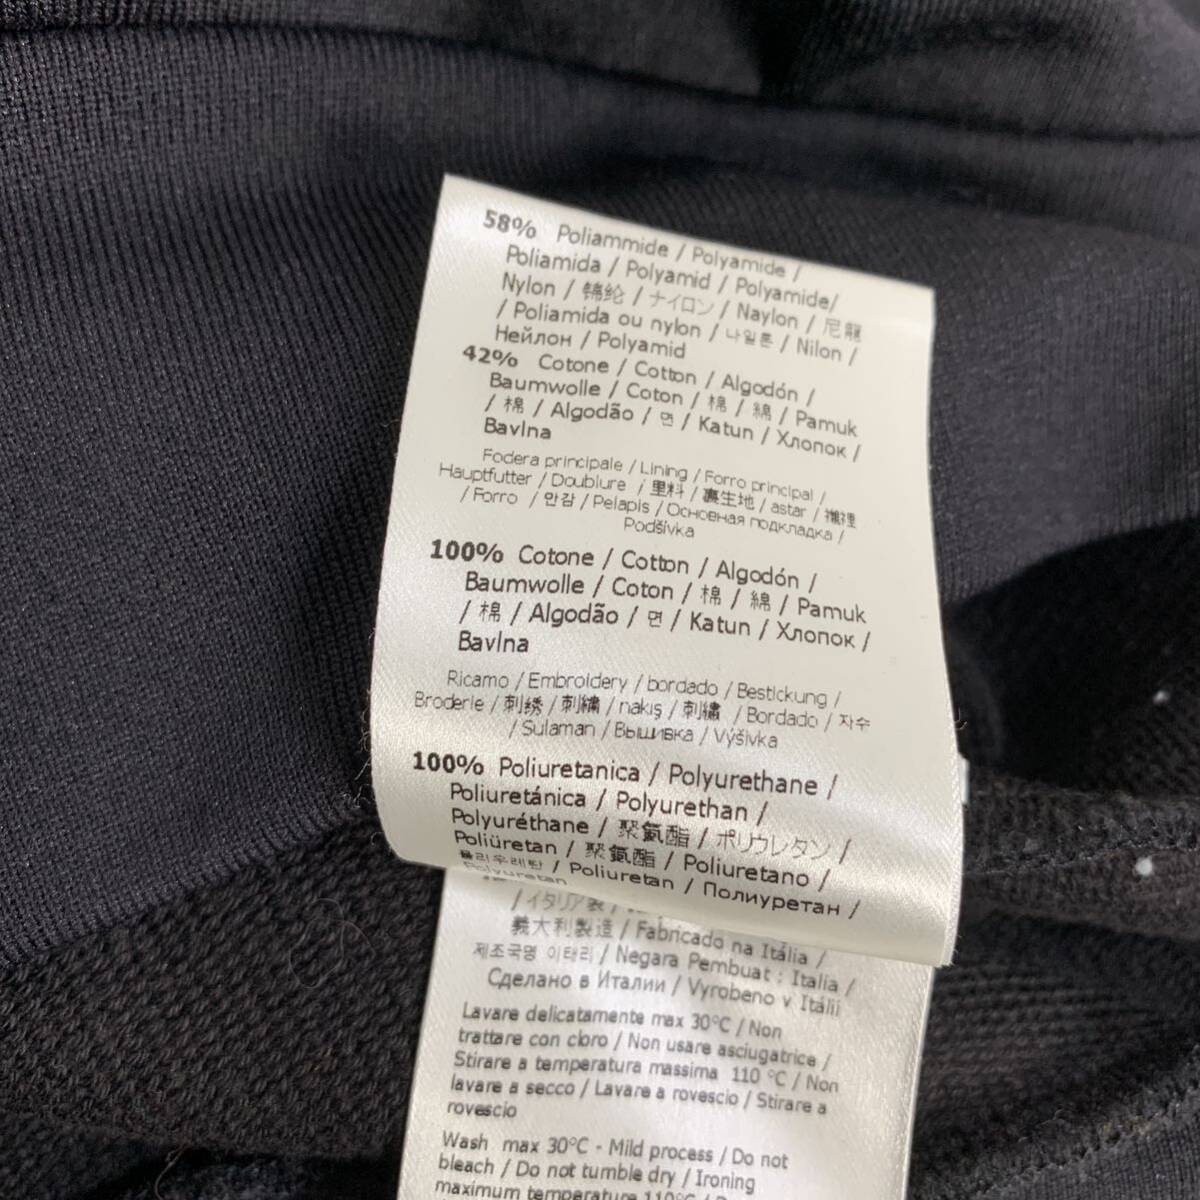 58% Poliammide / Polyamide /
Poliamida / Polyamid / Polyamide/
Nylon / 锦纶 / ナイロン / Naylon / 尼龍
/ Poliamida ou nylon / 나일론 / Nilon /
Нейлон / Polyamid
42% Cotone / Cotton / Algodón /
Baumwolle / Coton / 棉 / 綿 / Pamuk
/ 棉 / Algodão / 면 / Katun / Хлопок /
Bavlna
Fodera principale / Lining / Forro principal /
Hauptfutter / Doublure / 里料 / 裏生地 / astar / 襯裡
/ Forro / 안감 / Pelapis / Основная подкладка /
Podšívka
100% Cotone / Cotton / Algodón /
Baumwolle / Coton / 棉 / 綿 / Pamuk
/ 棉 / Algodão / 면 / Katun / Хлопок /
Bavlna
Ricamo / Embroidery / bordado / Bestickung /
Broderie / 刺绣 / 刺繍 / nakış / 刺繡 / Bordado / 자수
/ Sulaman / Вышивка / Výšivka
100% Poliuretanica / Polyurethane /
Poliuretánica / Polyurethan /
Polyuréthane / 聚氨酯 / ポリウレタン /
Poliüretan / 聚氨酯 / Poliuretano /
폴리우레탄 / Poliuretan / Полиуретан /
Polyuretan
/ イタリア製 /
義大利製造 / Fabricado na Itália /
제조국명 이태리 / Negara Pembuat : Italia /
Сделано в Италии / Vyrobeno v Itálii
Lavare delicatamente max 30°C / Non
trattare con cloro / Non usare asciugatrice /
Stirare a temperatura massima 110 °C / Non
lavare a secco / Lavare a rovescio / Stirare a
rovescio
Wash max 30°C - Mild process / Do not
bleach / Do not tumble dry / Ironing
maximum temperature 110°C /